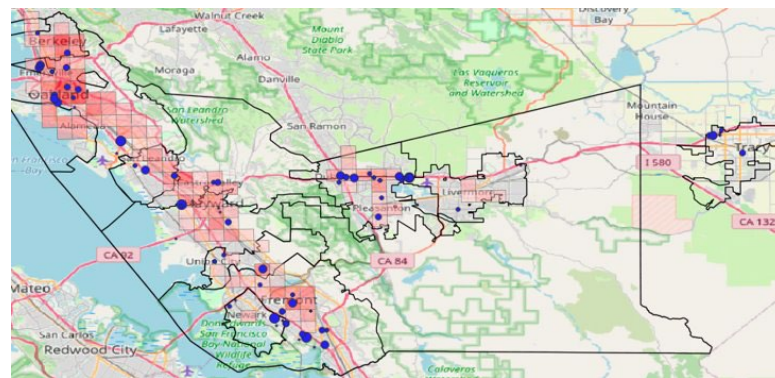 Walnut Creek
Discovery
Bay
Berkeley
Lafayette
Mount
Diablo
State Park
Alamo
Moraga
Danville
Los Vaqueros
Reservoir
and Watershed
Oakland
San Leandro
Watershed
Mountain
House
Alameda
San Ramon
Tracy
I 580
Livermore
Pleasanton
Hayward
CA 132
CA 92
Union City
CA 84
Mateo
Fremont
Newark
San Carlos
Redwood City
Don Edwards
San Francisco
Bay National
Wildlife
Refuge
Calaveras